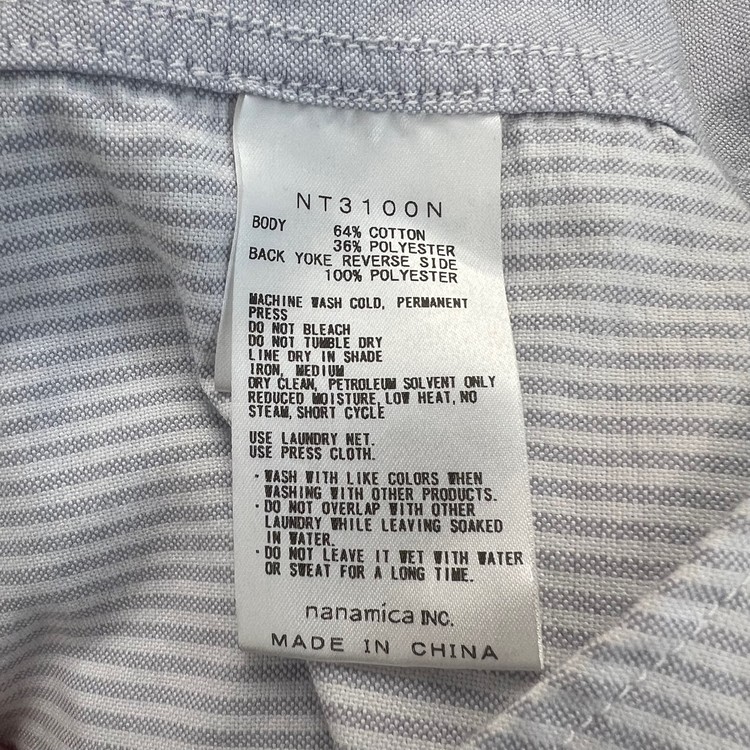 NT3100N
BODY 64% COTTON
36% POLYESTER
BACK YOKE REVERSE SIDE
100% POLYESTER
MACHINE WASH COLD, PERMANENT
PRESS
DO NOT BLEACH
DO NOT TUMBLE DRY
LINE DRY IN SHADE
IRON, MEDIUM
DRY CLEAN, PETROLEUM SOLVENT ONLY
REDUCED MOISTURE, LOW HEAT, NO
STEAM, SHORT CYCLE
USE LAUNDRY NET.
USE PRESS CLOTH.
・WASH WITH LIKE COLORS WHEN
WASHING WITH OTHER PRODUCTS.
・DO NOT OVERLAP WITH OTHER
LAUNDRY WHILE LEAVING SOAKED
IN WATER.
・DO NOT LEAVE IT WET WITH WATER
OR SWEAT FOR A LONG TIME.
nanamica INC.
MADE IN CHINA